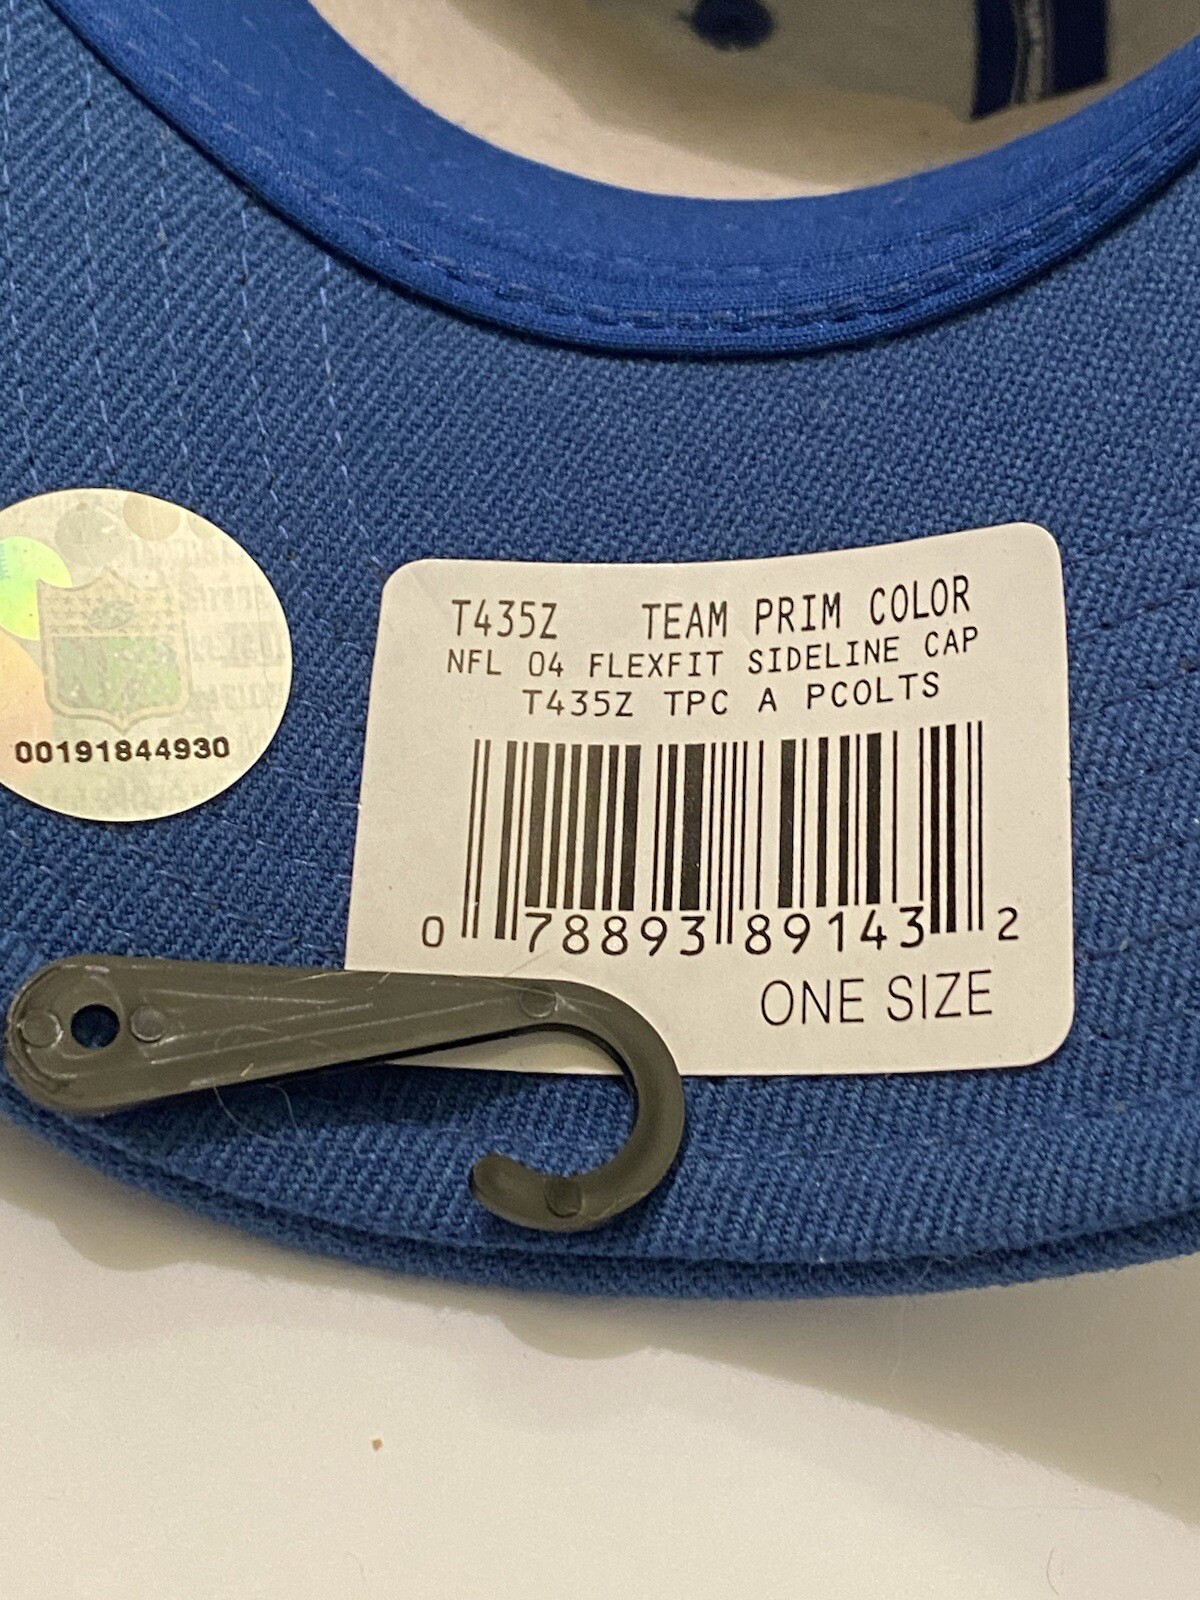 T435Z TEAM PRIM COLOR
NFL 04 FLEXFIT SIDELINE CAP
T435Z TPC A PCOLTS
0 78893 89143 2
ONE SIZE
00191844930